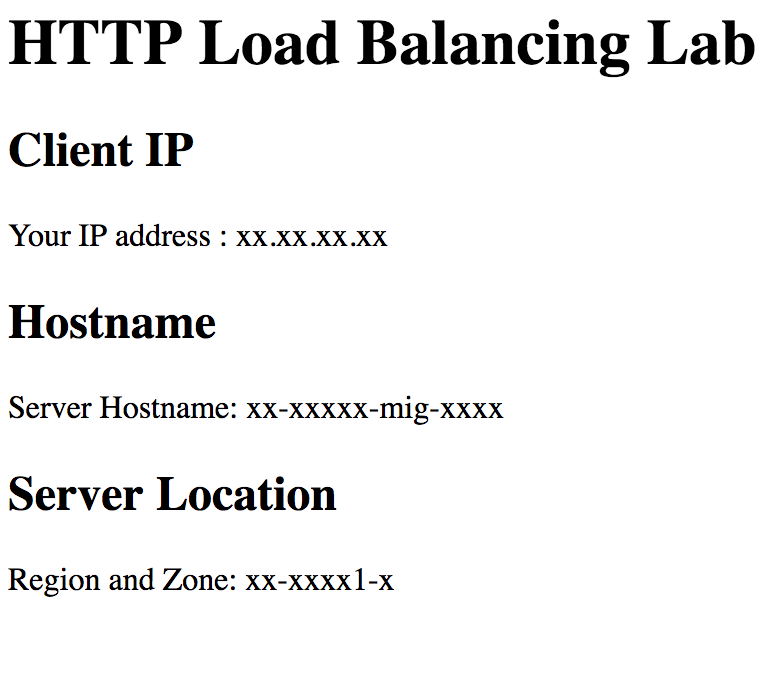 HTTP Load Balancing Lab
Client IP
Your IP address : xx.xx.xx.xx
Hostname
Server Hostname: xx-xxxxx-mig-xxxx
Server Location
Region and Zone: xx-xxxx1-x